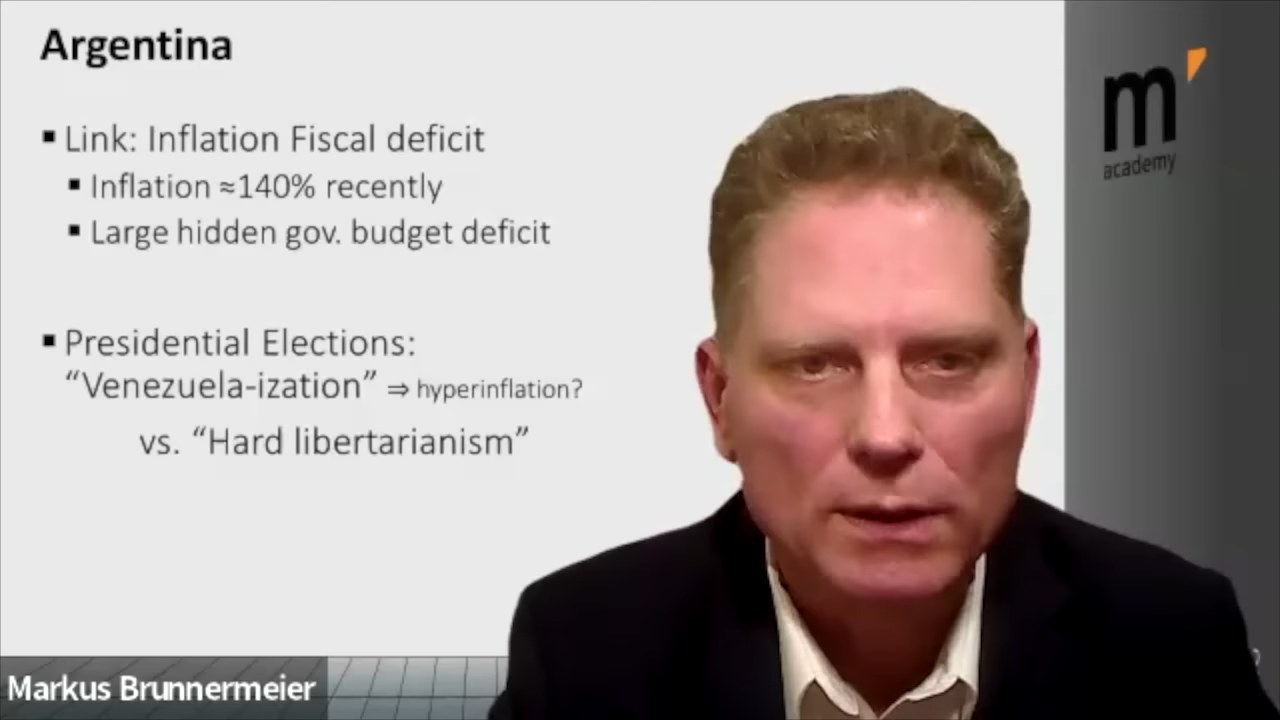 Argentina
▪ Link: Inflation Fiscal deficit
▪ Inflation ≈140% recently
▪ Large hidden gov. budget deficit
▪ Presidential Elections:
“Venezuela-ization” ⇒ hyperinflation?
vs. “Hard libertarianism”
m'
academy
Markus Brunnermeier